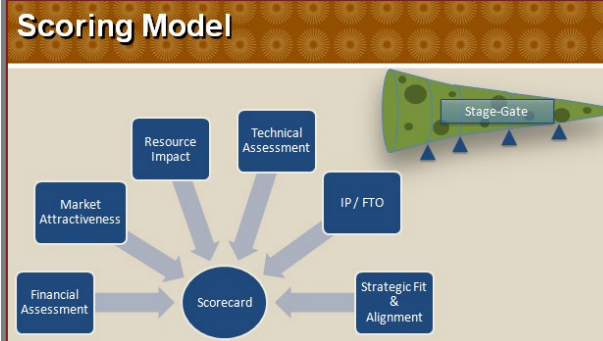 Scoring Model
Stage-Gate
Technical
Assessment
Resource
Impact
IP / FTO
Market
Attractiveness
Financial
Assessment
Scorecard
Strategic Fit
&
Alignment